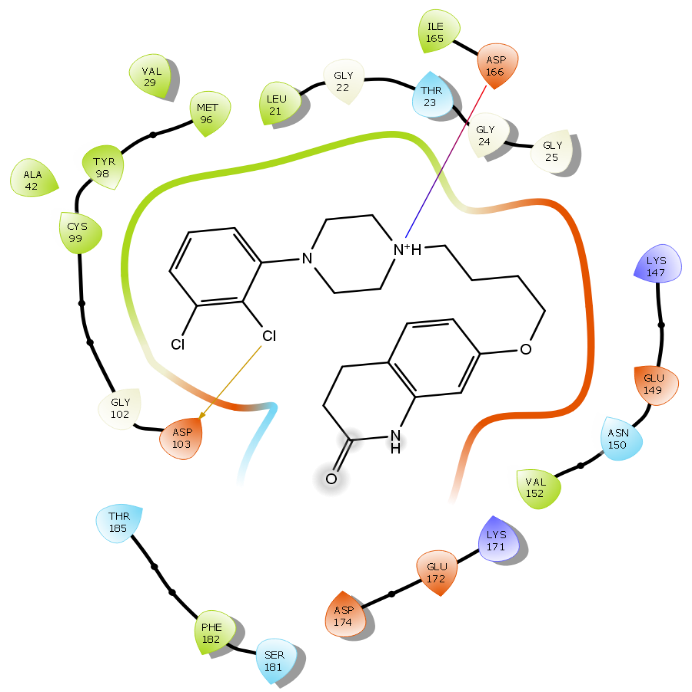 ILE
165
ASP
166
VAL
29
GLY
22
LEU
21
THR
23
MET
96
GLY
24
GLY
25
TYR
98
ALA
42
CYS
99
N
N⁺H
LYS
147
Cl
Cl
O
GLU
149
GLY
102
ASP
103
N
H
O
ASN
150
VAL
152
THR
185
LYS
171
GLU
172
ASP
174
PHE
182
SER
181